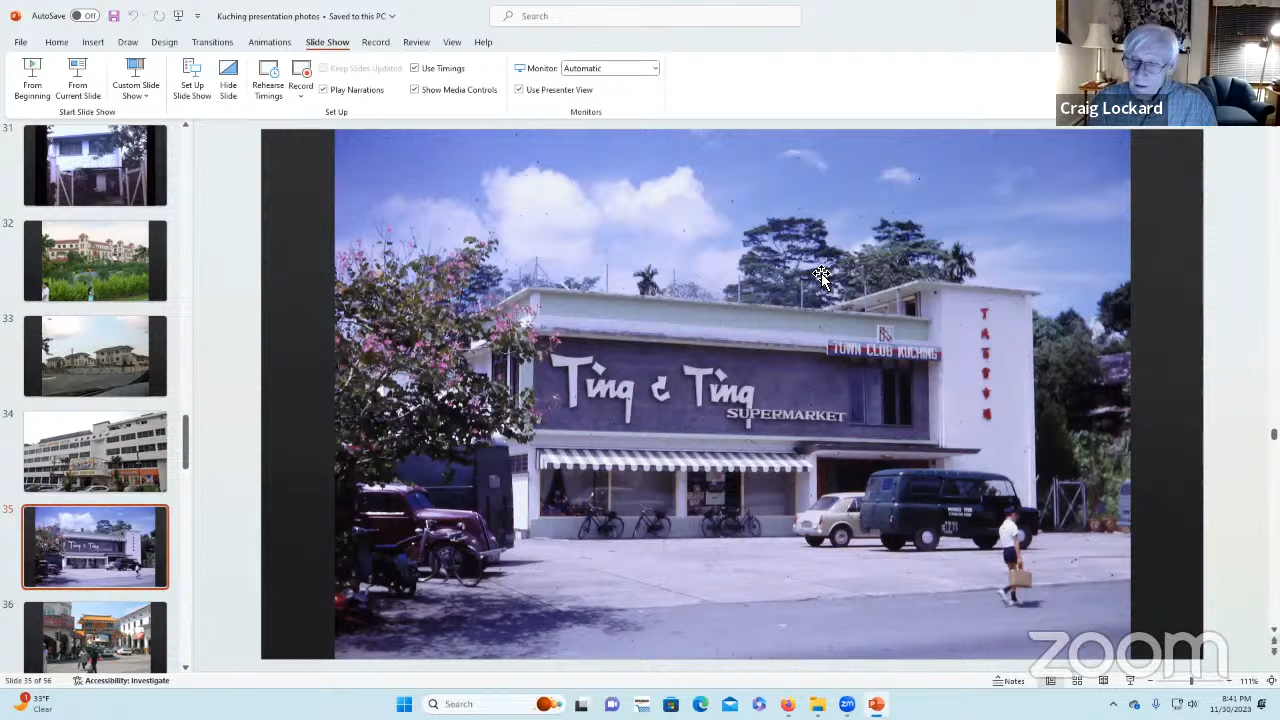 AutoSave
Off
Kuching presentation photos • Saved to this PC
Search
File
Home
Insert
Draw
Design
Transitions
Animations
Slide Show
Record
Review
View
Help
From Beginning
From Current Slide
Custom Slide Show
Set Up Slide Show
Hide Slide
Rehearse Timings
Record
Keep Slides Updated
Play Narrations
Use Timings
Show Media Controls
Monitor:
Automatic
Use Presenter View
Start Slide Show
Set Up
Monitors
Craig Lockard
32
33
34
35
36
TOWN CLUB KUCHING
Ting & Ting
SUPERMARKET
zoom
Slide 35 of 56
Accessibility: Investigate
Notes
111%
33°F
Clear
Search
zm
8:41 PM
11/30/2023